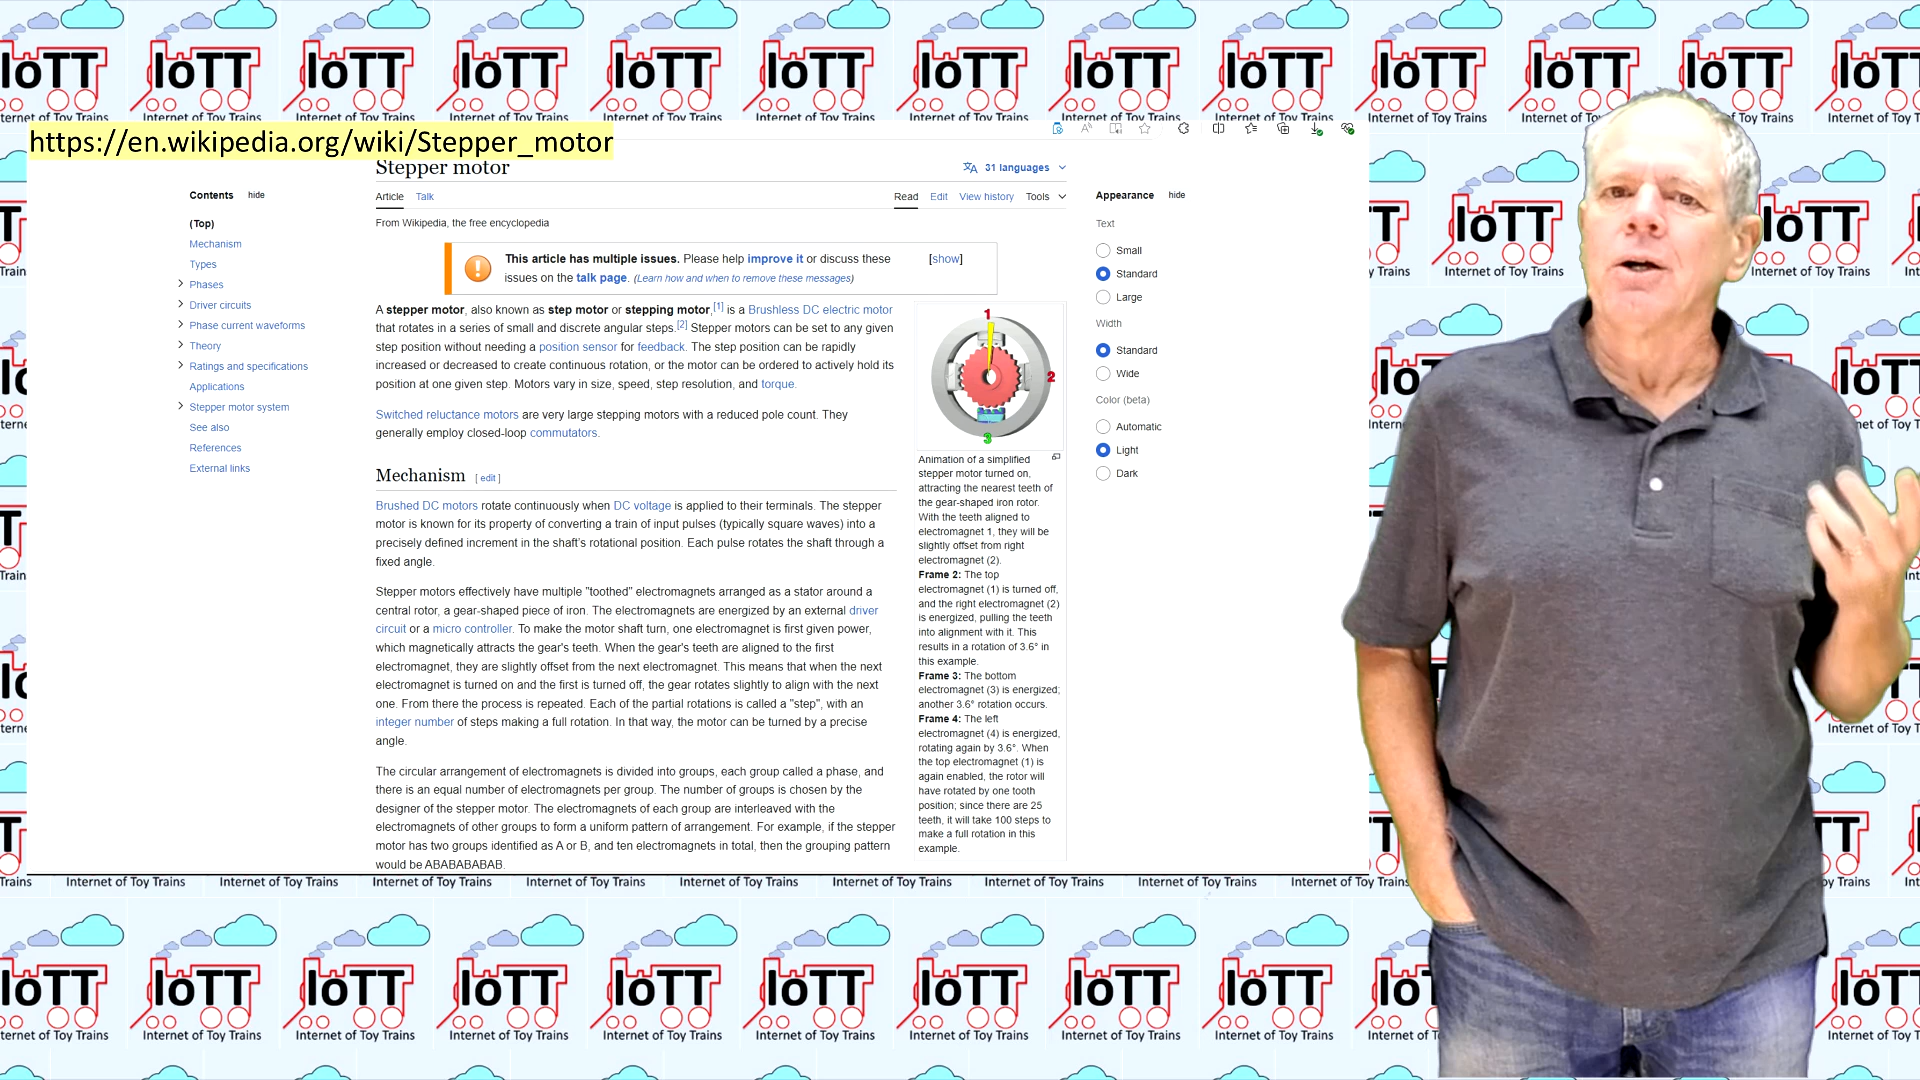 IoTT
Internet of Toy Trains
https://en.wikipedia.org/wiki/Stepper_motor
Stepper motor
31 languages
Contents hide
Article Talk
Read Edit View history Tools
Appearance hide
(Top)
Mechanism
Types
Phases
Driver circuits
Phase current waveforms
Theory
Ratings and specifications
Applications
Stepper motor system
See also
References
External links
From Wikipedia, the free encyclopedia
This article has multiple issues. Please help improve it or discuss these
issues on the talk page. (Learn how and when to remove these messages)
[show]
A stepper motor, also known as step motor or stepping motor,[1] is a Brushless DC electric motor
that rotates in a series of small and discrete angular steps.[2] Stepper motors can be set to any given
step position without needing a position sensor for feedback. The step position can be rapidly
increased or decreased to create continuous rotation, or the motor can be ordered to actively hold its
position at one given step. Motors vary in size, speed, step resolution, and torque.
Switched reluctance motors are very large stepping motors with a reduced pole count. They
generally employ closed-loop commutators.
Mechanism [ edit ]
Brushed DC motors rotate continuously when DC voltage is applied to their terminals. The stepper
motor is known for its property of converting a train of input pulses (typically square waves) into a
precisely defined increment in the shaft's rotational position. Each pulse rotates the shaft through a
fixed angle.
Stepper motors effectively have multiple "toothed" electromagnets arranged as a stator around a
central rotor, a gear-shaped piece of iron. The electromagnets are energized by an external driver
circuit or a micro controller. To make the motor shaft turn, one electromagnet is first given power,
which magnetically attracts the gear's teeth. When the gear's teeth are aligned to the first
electromagnet, they are slightly offset from the next electromagnet. This means that when the next
electromagnet is turned on and the first is turned off, the gear rotates slightly to align with the next
one. From there the process is repeated. Each of the partial rotations is called a "step", with an
integer number of steps making a full rotation. In that way, the motor can be turned by a precise
angle.
The circular arrangement of electromagnets is divided into groups, each group called a phase, and
there is an equal number of electromagnets per group. The number of groups is chosen by the
designer of the stepper motor. The electromagnets of each group are interleaved with the
electromagnets of other groups to form a uniform pattern of arrangement. For example, if the stepper
motor has two groups identified as A or B, and ten electromagnets in total, then the grouping pattern
would be ABABABABAB.
1
2
3
Animation of a simplified
stepper motor turned on,
attracting the nearest teeth of
the gear-shaped iron rotor.
With the teeth aligned to
electromagnet 1, they will be
slightly offset from right
electromagnet (2).
Frame 2: The top
electromagnet (1) is turned off,
and the right electromagnet (2)
is energized, pulling the teeth
into alignment with it. This
results in a rotation of 3.6° in
this example.
Frame 3: The bottom
electromagnet (3) is energized;
another 3.6° rotation occurs.
Frame 4: The left
electromagnet (4) is energized,
rotating again by 3.6°. When
the top electromagnet (1) is
again enabled, the rotor will
have rotated by one tooth
position; since there are 25
teeth, it will take 100 steps to
make a full rotation in this
example.
Text
Small
Standard
Large
Width
Standard
Wide
Color (beta)
Automatic
Light
Dark